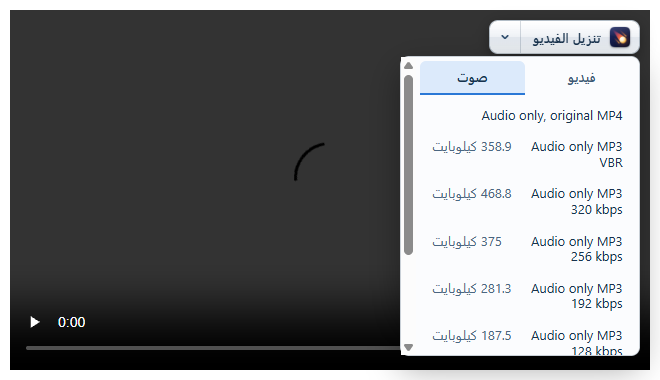 تنزيل الفيديو
فيديو
صوت
Audio only, original MP4
Audio only MP3 VBR
358.9 كيلوبايت
Audio only MP3 320 kbps
468.8 كيلوبايت
Audio only MP3 256 kbps
375 كيلوبايت
Audio only MP3 192 kbps
281.3 كيلوبايت
Audio only MP3 128 kbps
187.5 كيلوبايت
0:00